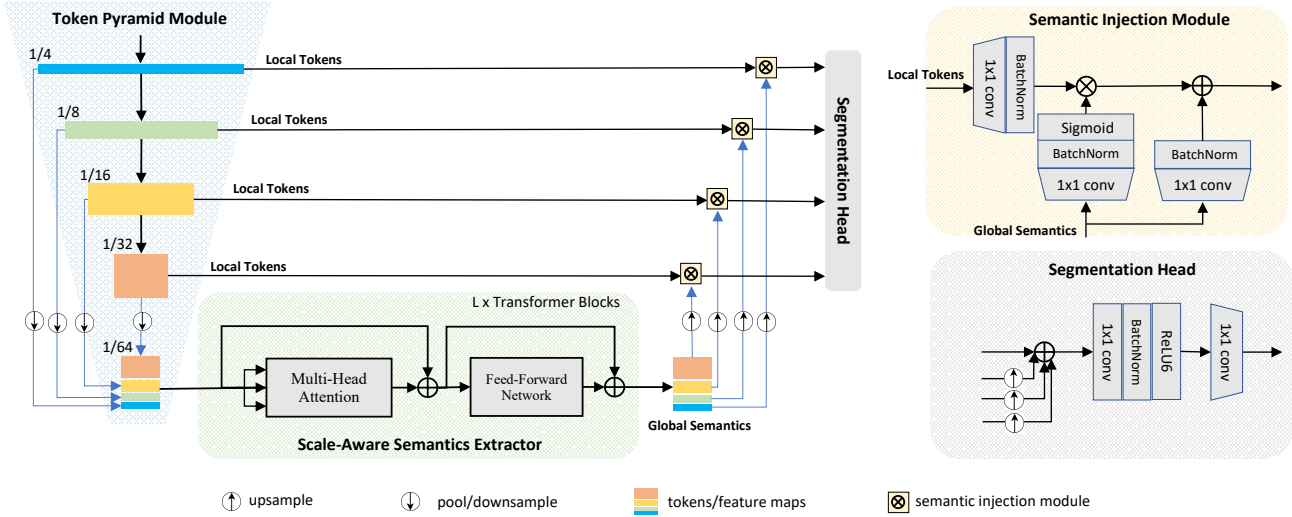 Token Pyramid Module
1/4
Local Tokens
1/8
Local Tokens
1/16
Local Tokens
1/32
Local Tokens
1/64
L x Transformer Blocks
Multi-Head
Attention
Feed-Forward
Network
Scale-Aware Semantics Extractor
Global Semantics
Segmentation Head
Semantic Injection Module
Local Tokens
1x1 conv
BatchNorm
Sigmoid
BatchNorm
1x1 conv
BatchNorm
1x1 conv
Global Semantics
Segmentation Head
1x1 conv
BatchNorm
ReLU6
1x1 conv
upsample
pool/downsample
tokens/feature maps
semantic injection module